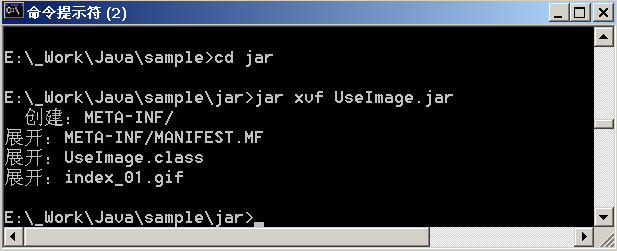 命令提示符 (2)
E:\_Work\Java\sample>cd jar
E:\_Work\Java\sample\jar>jar xvf UseImage.jar
创建: META-INF/
展开: META-INF/MANIFEST.MF
展开: UseImage.class
展开: index_01.gif
E:\_Work\Java\sample\jar>